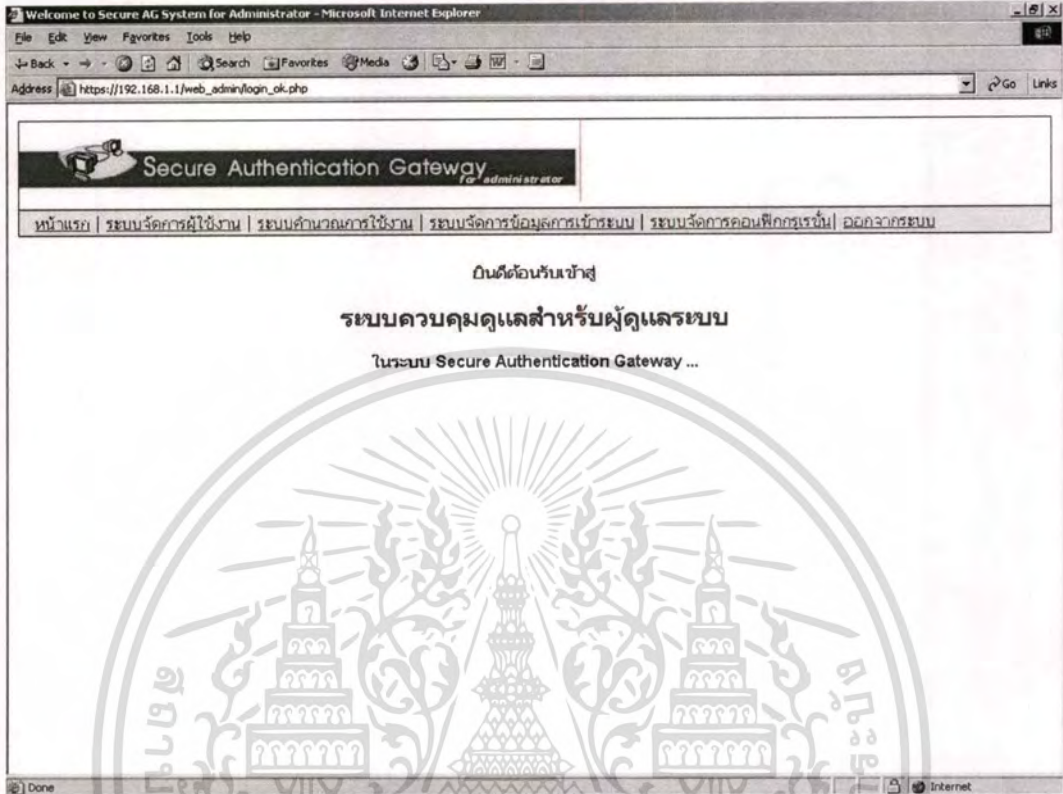 Welcome to Secure AG System for Administrator - Microsoft Internet Explorer
File Edit View Favorites Tools Help
Back Search Favorites Media
Address https://192.168.1.1/web_admin/login_ok.php Go Links
Secure Authentication Gateway
for administrator
หน้าแรก | ระบบจัดการผู้ใช้งาน | ระบบคำนวณการใช้งาน | ระบบจัดการข้อมูลการเข้าระบบ | ระบบจัดการคอนฟิกกรุเรชั่น| ออกจากระบบ
ยินดีต้อนรับเข้าสู่
ระบบควบคุมดูแลสำหรับผู้ดูแลระบบ
ในระบบ Secure Authentication Gateway ...
Done Internet